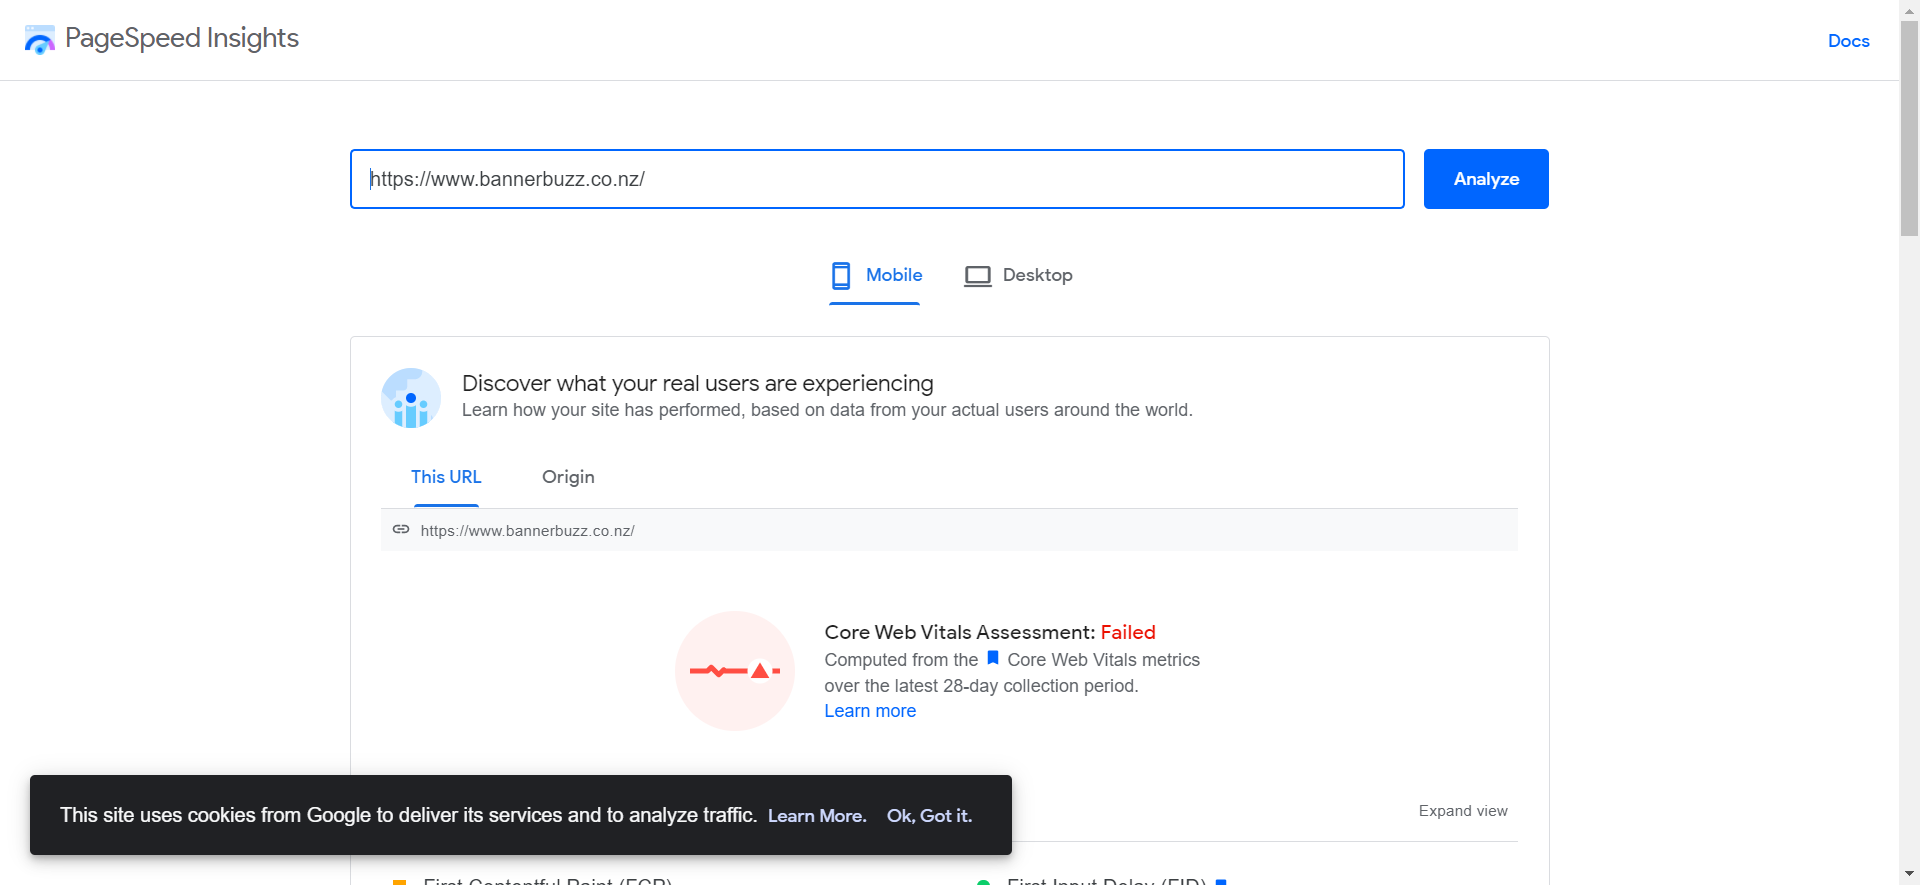 PageSpeed Insights
Docs
https://www.bannerbuzz.co.nz/
Analyze
Mobile
Desktop
Discover what your real users are experiencing
Learn how your site has performed, based on data from your actual users around the world.
This URL
Origin
https://www.bannerbuzz.co.nz/
Core Web Vitals Assessment: Failed
Computed from the Core Web Vitals metrics
over the latest 28-day collection period.
Learn more
This site uses cookies from Google to deliver its services and to analyze traffic. Learn More. Ok, Got it.
Expand view
First Contentful Paint (FCP)
First Input Delay (FID)